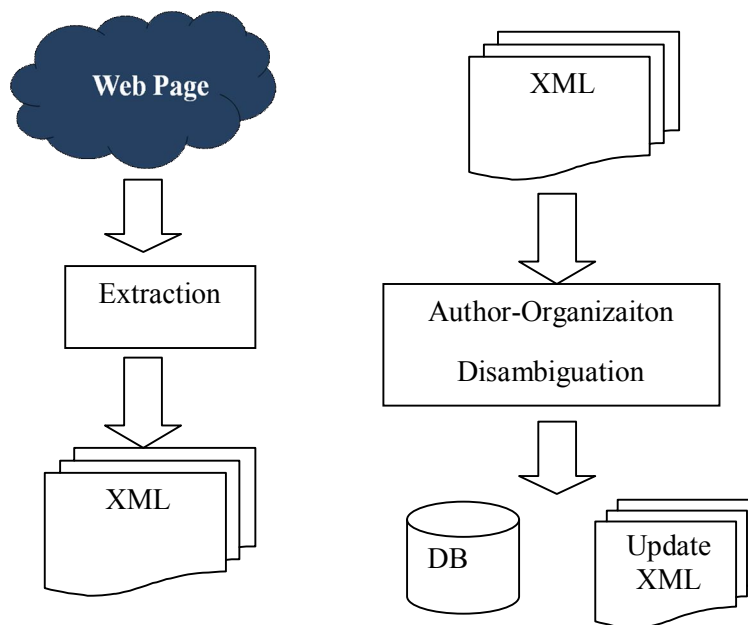 Web Page
Extraction
XML
XML
Author-Organizaiton
Disambiguation
DB
Update
XML